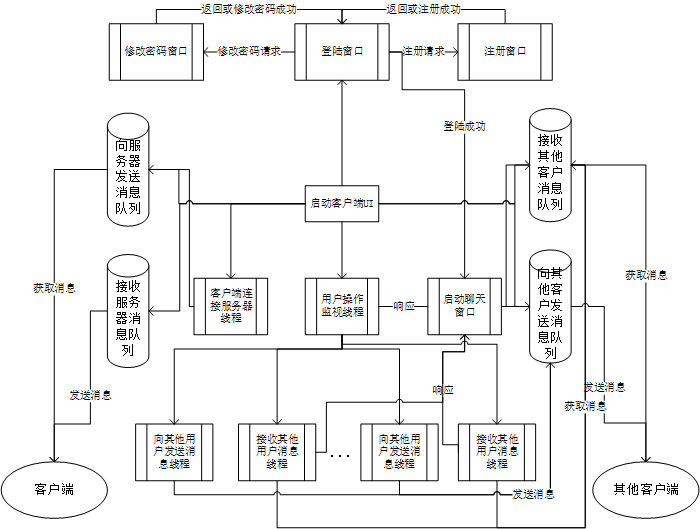 返回或修改密码成功
返回或注册成功
修改密码窗口
修改密码请求
登陆窗口
注册请求
注册窗口
登陆成功
向服
务器
发送
消息
队列
接收
其他
客户
消息
队列
启动客户端UI
接收
服务
器消
息队
列
获取消息
客户端连
接服务器
线程
用户操作
监视线程
响应
启动聊天
窗口
向其
他客
户发
送消
息队
列
获取消息
发送消息
响应
发送消息
获取消息
向其他用
户发送消
息线程
接收其他
用户消息
线程
...
向其他用
户发送消
息线程
接收其他
用户消息
线程
发送消息
客户端
其他客户端